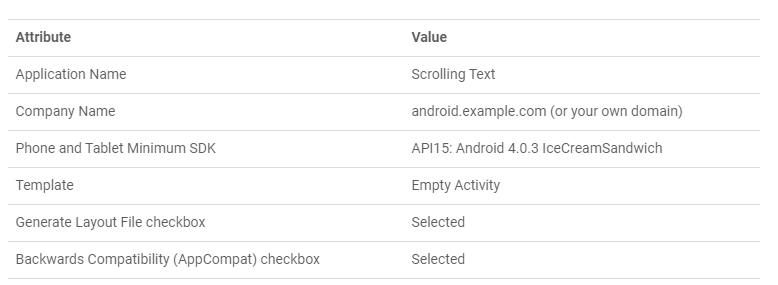 Attribute Value
Application Name Scrolling Text
Company Name android.example.com (or your own domain)
Phone and Tablet Minimum SDK API15: Android 4.0.3 IceCreamSandwich
Template Empty Activity
Generate Layout File checkbox Selected
Backwards Compatibility (AppCompat) checkbox Selected